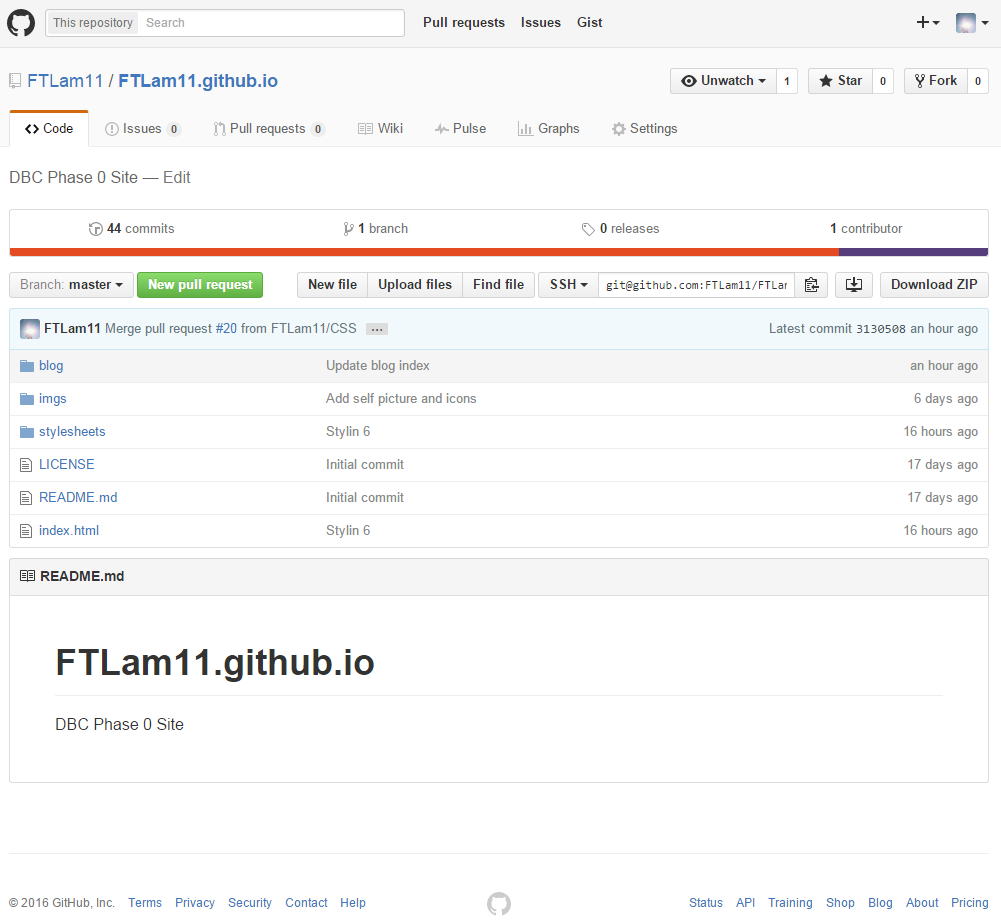 This repository Search Pull requests Issues Gist
FTLam11 / FTLam11.github.io Unwatch 1 Star 0 Fork 0
Code Issues 0 Pull requests 0 Wiki Pulse Graphs Settings
DBC Phase 0 Site — Edit
44 commits 1 branch 0 releases 1 contributor
Branch: master New pull request New file Upload files Find file SSH git@github.com:FTLam11/FTLar Download ZIP
FTLam11 Merge pull request #20 from FTLam11/CSS ... Latest commit 3130508 an hour ago
blog Update blog index an hour ago
imgs Add self picture and icons 6 days ago
stylesheets Stylin 6 16 hours ago
LICENSE Initial commit 17 days ago
README.md Initial commit 17 days ago
index.html Stylin 6 16 hours ago
README.md
FTLam11.github.io
DBC Phase 0 Site
© 2016 GitHub, Inc. Terms Privacy Security Contact Help Status API Training Shop Blog About Pricing